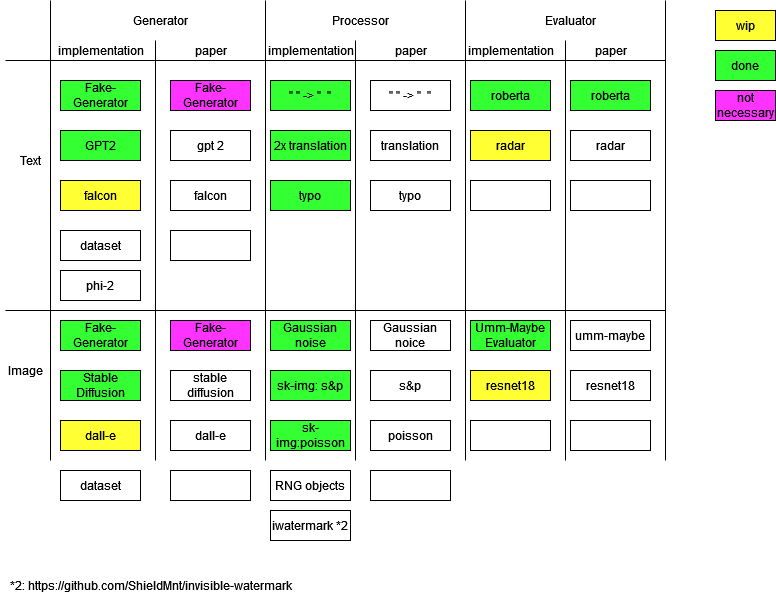 Generator Processor Evaluator
implementation paper implementation paper implementation paper
wip
done
not
necessary
Text
Fake-
Generator
Fake-
Generator
" " -> " "
" " -> " "
roberta
roberta
GPT2
gpt 2
2x translation
translation
radar
radar
falcon
falcon
typo
typo
dataset
phi-2
Image
Fake-
Generator
Fake-
Generator
Gaussian
noise
Gaussian
noice
Umm-Maybe
Evaluator
umm-maybe
Stable
Diffusion
stable
diffusion
sk-img: s&p
s&p
resnet18
resnet18
dall-e
dall-e
sk-
img:poisson
poisson
dataset
RNG objects
iwatermark *2
*2: https://github.com/ShieldMnt/invisible-watermark